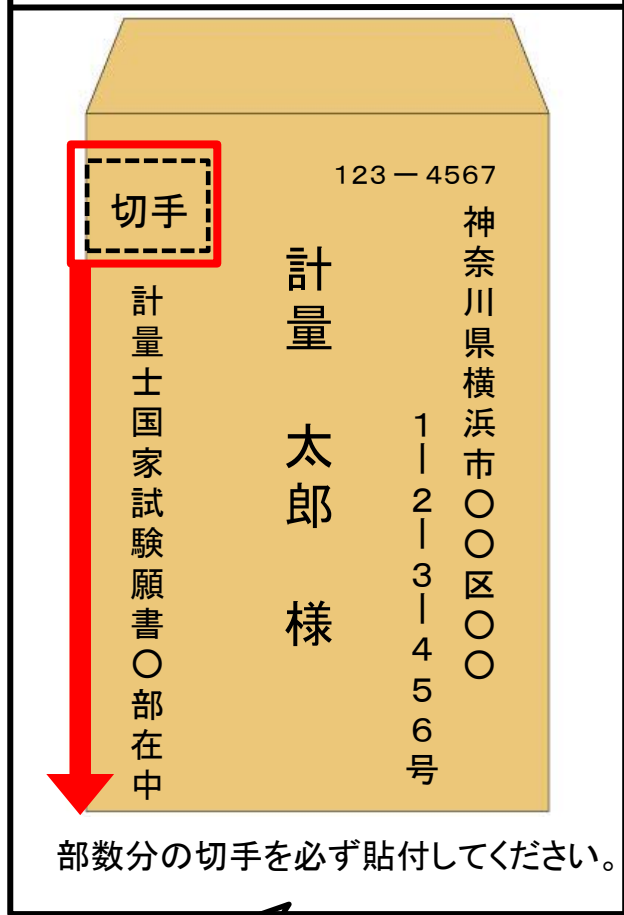 切手
123－4567
神奈川県横浜市〇〇区〇〇
1ー2ー3ー456号
計量　太郎　様
計量士国家試験願書〇部在中
部数分の切手を必ず貼付してください。